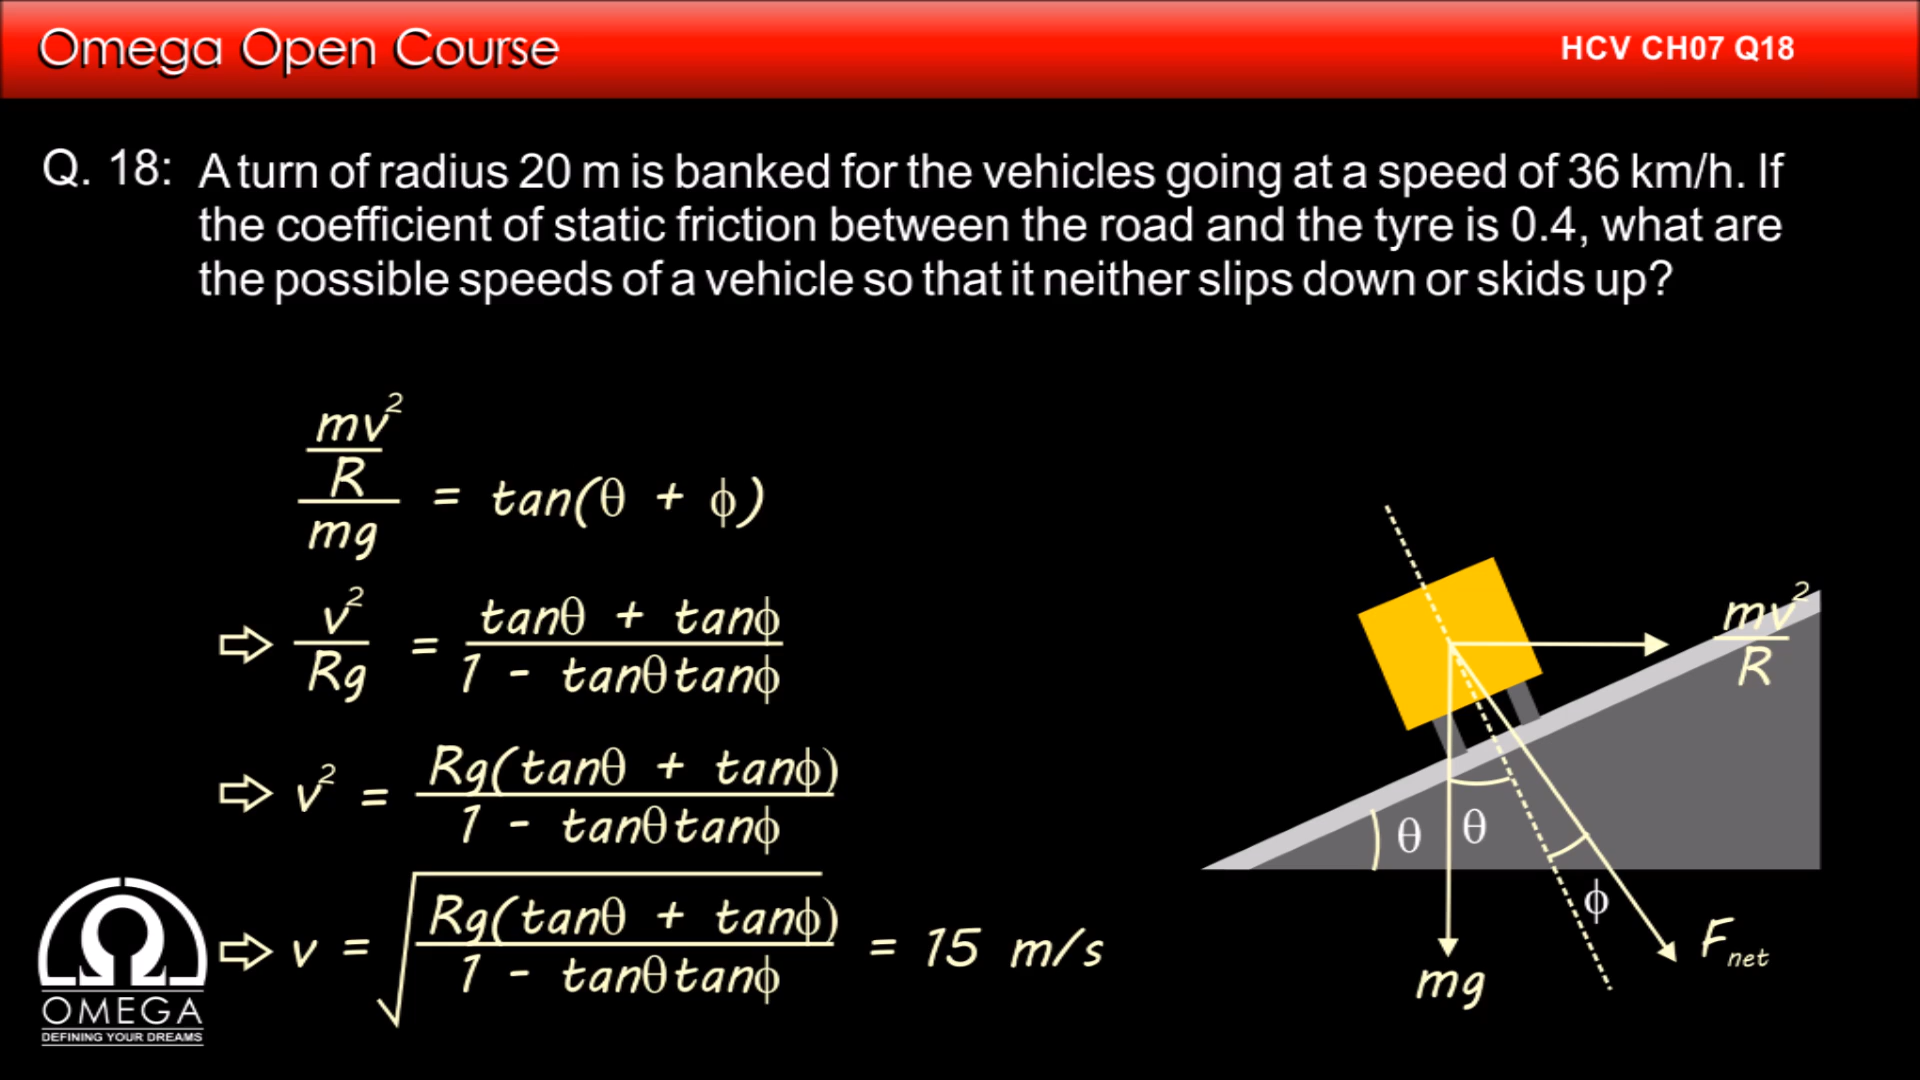 Omega Open Course
HCV CH07 Q18
Q. 18: A turn of radius 20 m is banked for the vehicles going at a speed of 36 km/h. If
the coefficient of static friction between the road and the tyre is 0.4, what are
the possible speeds of a vehicle so that it neither slips down or skids up?
mv²
R
mg
= tan(θ + ϕ)
⇨ v²
Rg
= tanθ + tanϕ
1 - tanθtanϕ
⇨ v² = Rg(tanθ + tanϕ)
1 - tanθtanϕ
⇨ v = √ Rg(tanθ + tanϕ)
1 - tanθtanϕ
= 15 m/s
mv²
R
θ
θ
ϕ
F net
mg
Ω
OMEGA
DEFINING YOUR DREAMS